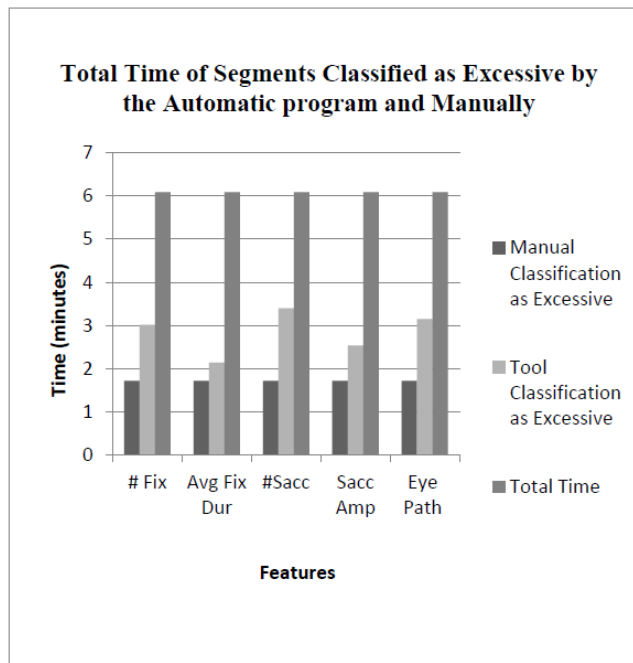 Total Time of Segments Classified as Excessive by
the Automatic program and Manually
7
6
5
4
3
2
1
0
Time (minutes)
# Fix
Avg Fix
Dur
#Sacc
Sacc
Amp
Eye
Path
Features
Manual
Classification
as Excessive
Tool
Classification
as Excessive
Total Time